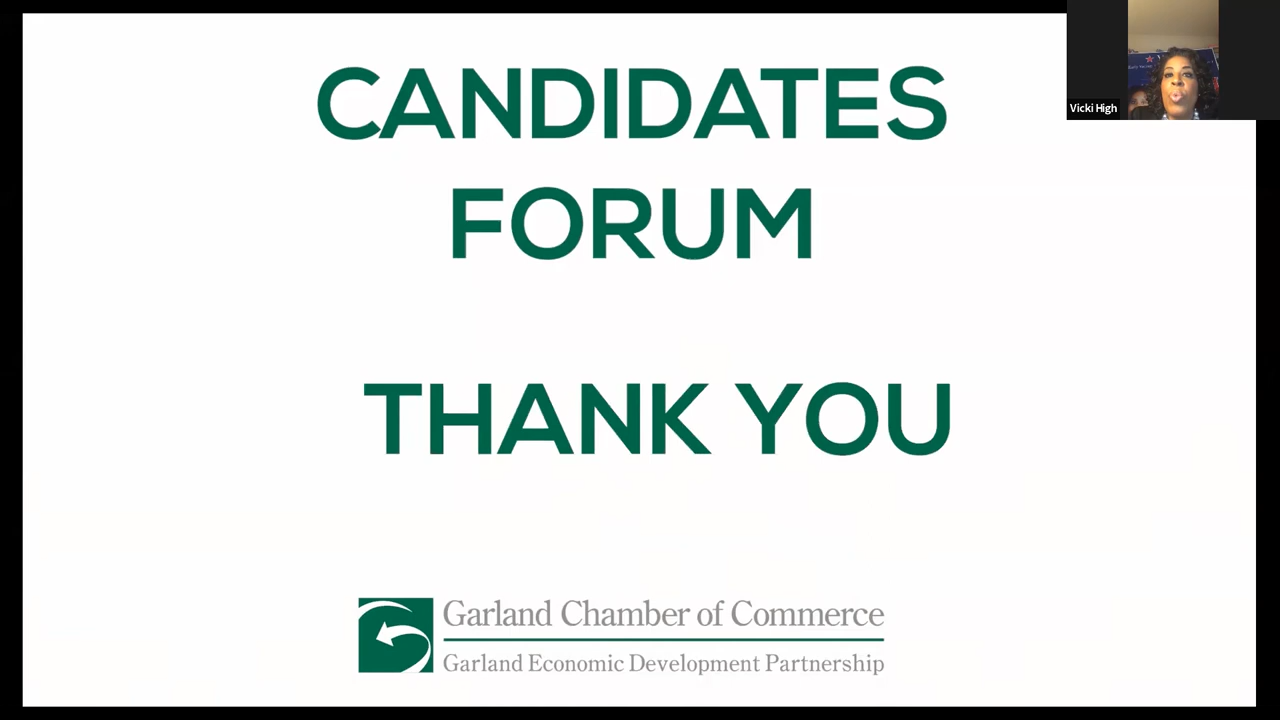 CANDIDATES
FORUM
THANK YOU
Garland Chamber of Commerce
Garland Economic Development Partnership
Vicki High